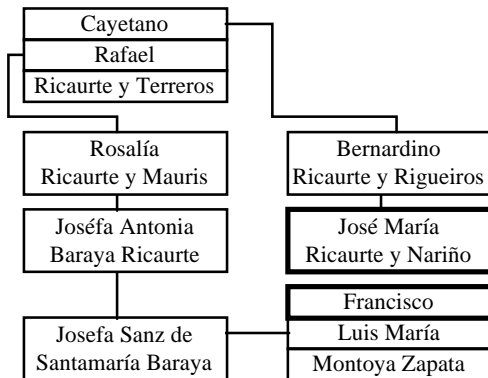 Cayetano
Rafael
Ricaurte y Terreros
Rosalía
Ricaurte y Mauris
Bernardino
Ricaurte y Rigueiros
Joséfa Antonia
Baraya Ricaurte
José María
Ricaurte y Nariño
Josefa Sanz de
Santamaría Baraya
Francisco
Luis María
Montoya Zapata